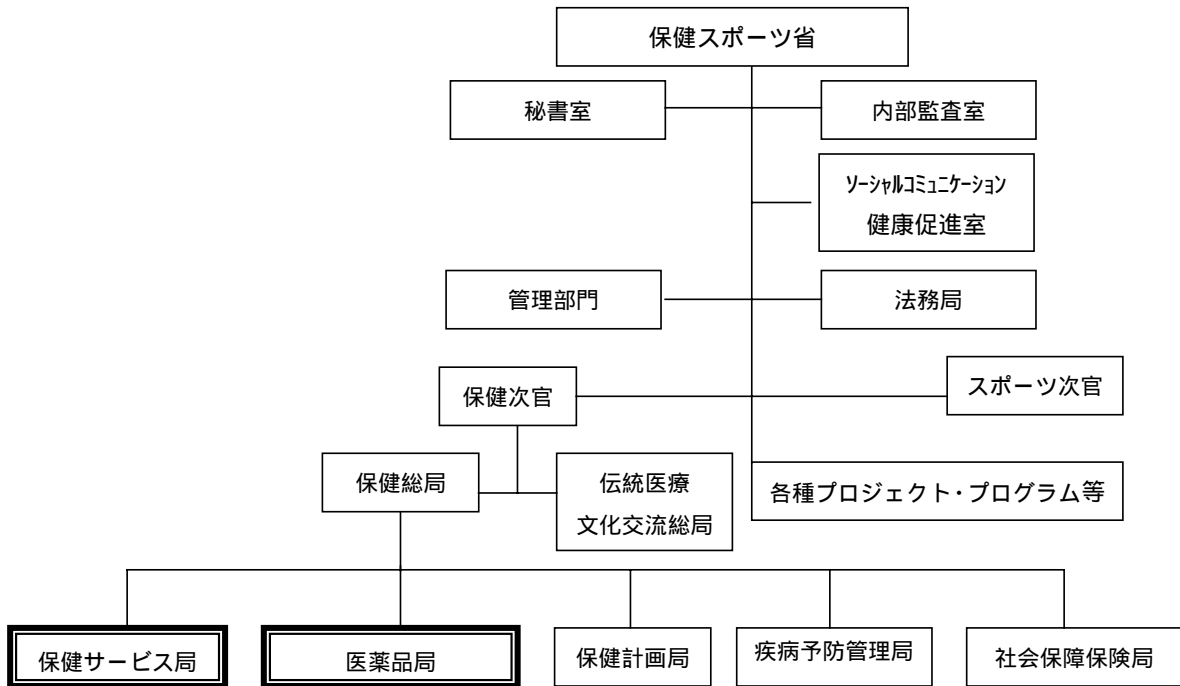 保健スポーツ省
秘書室
内部監査室
ｿｰｼｬﾙｺﾐｭﾆｹｰｼｮﾝ
健康促進室
管理部門
法務局
保健次官
スポーツ次官
保健総局
伝統医療
文化交流総局
各種プロジェクト・プログラム等
保健サービス局
医薬品局
保健計画局
疾病予防管理局
社会保障保険局